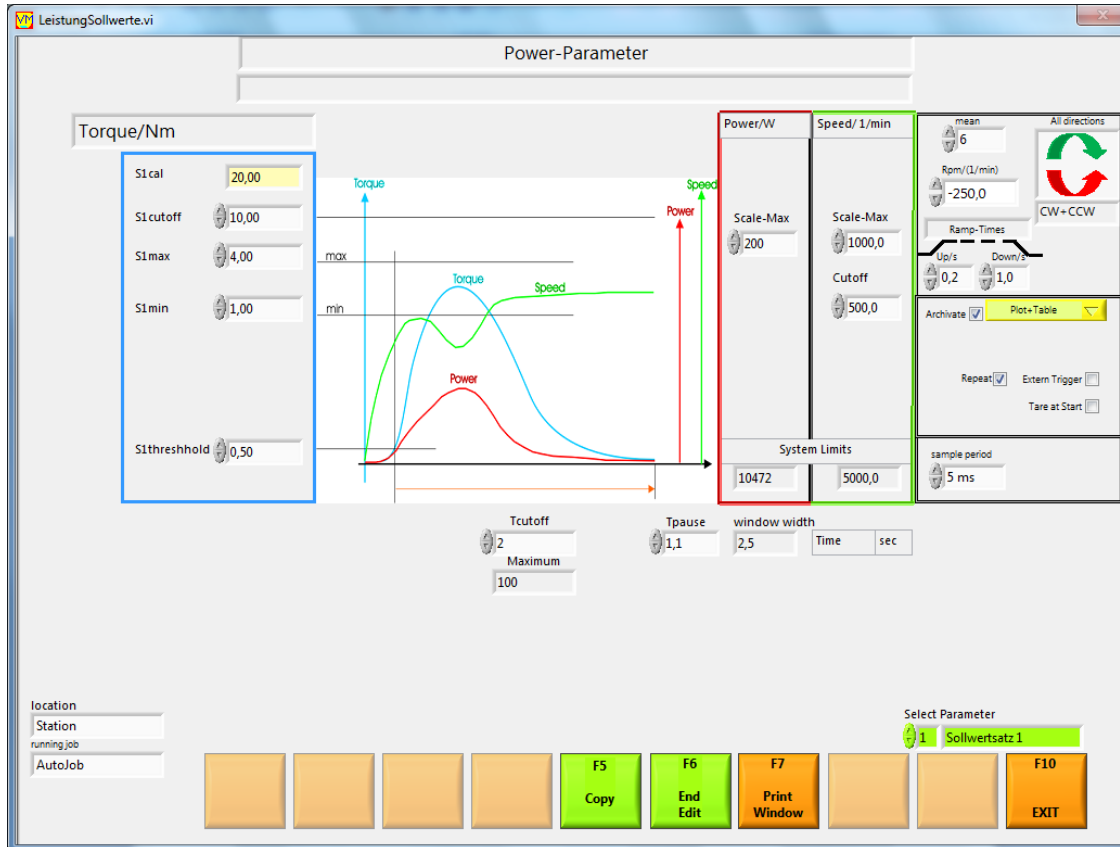 LeistungSollwerte.vi
Power-Parameter
Torque/Nm
S1cal 20,00
S1cutoff 10,00
S1max 4,00
S1min 1,00
S1threshhold 0,50
Torque
Speed
Power
max
min
Torque
Speed
Power
Power/W
Speed/ 1/min
Scale-Max
200
Scale-Max
1000,0
Cutoff
500,0
System Limits
10472
5000,0
mean
6
All directions
Rpm/(1/min)
-250,0
CW+CCW
Ramp-Times
Up/s
Down/s
0,2
1,0
Archivate
Plot+Table
Repeat
Extern Trigger
Tare at Start
sample period
5 ms
Tcutoff
2
Maximum
100
Tpause
1,1
window width
2,5
Time
sec
location
Station
running job
AutoJob
Select Parameter
1
Sollwertsatz 1
F5
Copy
F6
End
Edit
F7
Print
Window
F10
EXIT
VM